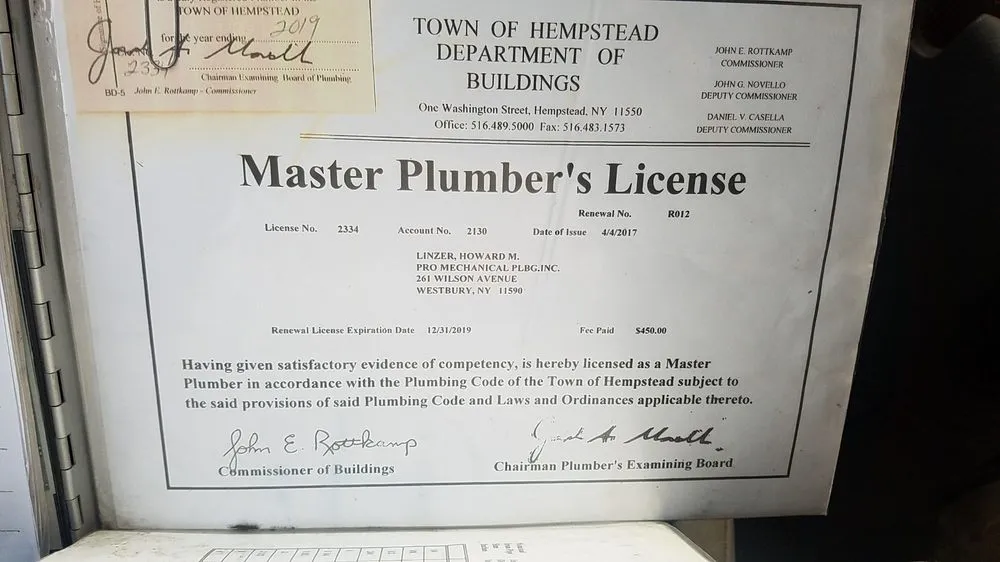 TOWN OF HEMPSTEAD
for the year ending 2019
2334
Chairman Examining Board of Plumbing
BD-5 John E. Rottkamp - Commissioner
TOWN OF HEMPSTEAD
DEPARTMENT OF
BUILDINGS
One Washington Street, Hempstead, NY 11550
Office: 516.489.5000 Fax: 516.483.1573
JOHN E. ROTTKAMP
COMMISSIONER
JOHN G. NOVELLO
DEPUTY COMMISSIONER
DANIEL V. CASELLA
DEPUTY COMMISSIONER
Master Plumber's License
Renewal No. R012
License No. 2334 Account No. 2130 Date of Issue 4/4/2017
LINZER, HOWARD M.
PRO MECHANICAL PLBG.INC.
261 WILSON AVENUE
WESTBURY, NY 11590
Renewal License Expiration Date 12/31/2019 Fee Paid $450.00
Having given satisfactory evidence of competency, is hereby licensed as a Master
Plumber in accordance with the Plumbing Code of the Town of Hempstead subject to
the said provisions of said Plumbing Code and Laws and Ordinances applicable thereto.
John E. Rottkamp
Commissioner of Buildings
Chairman Plumber's Examining Board